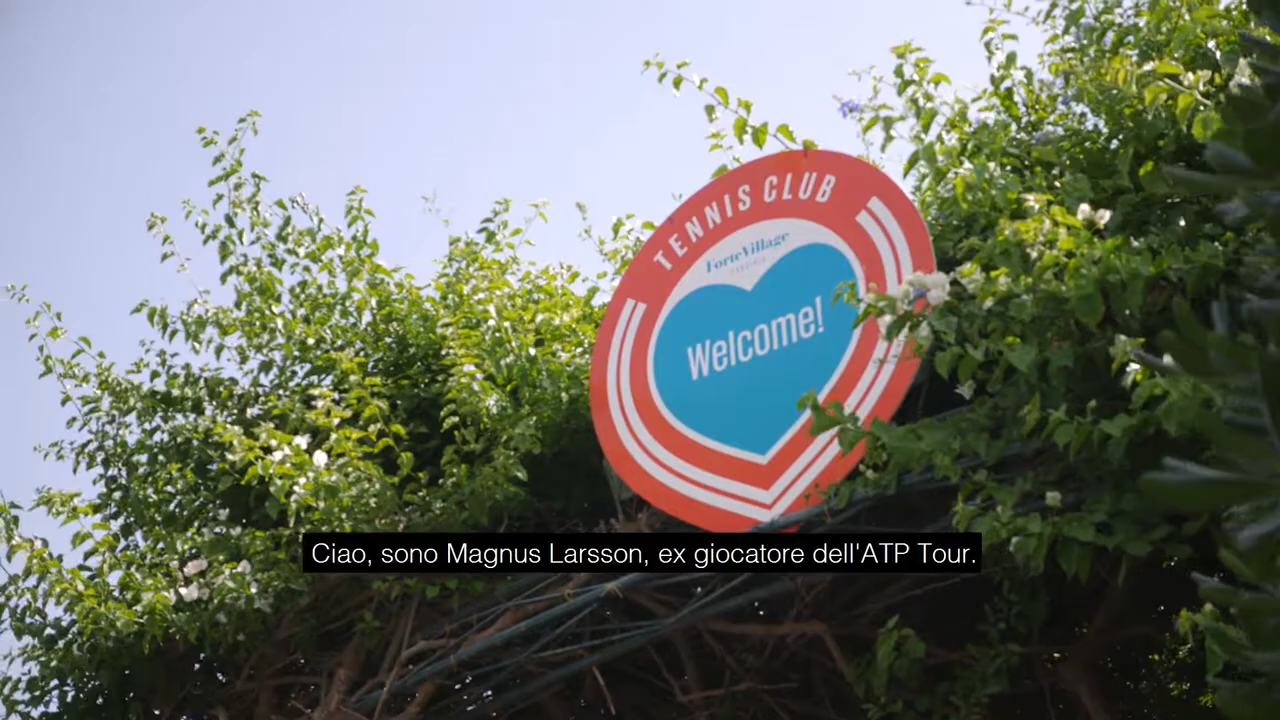 TENNIS CLUB
ForteVillage
Welcome!
Ciao, sono Magnus Larsson, ex giocatore dell'ATP Tour.